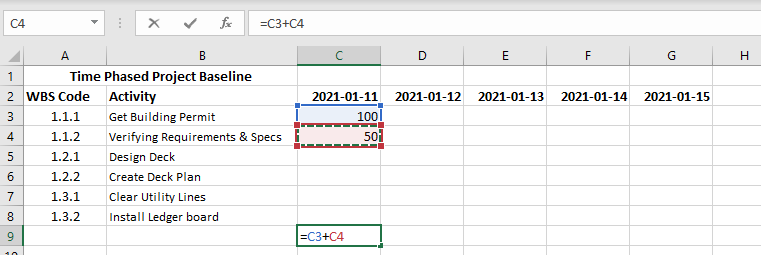 C4 fx =C3+C4
A B C D E F G H
1 Time Phased Project Baseline
2 WBS Code Activity 2021-01-11 2021-01-12 2021-01-13 2021-01-14 2021-01-15
3 1.1.1 Get Building Permit 100
4 1.1.2 Verifying Requirements & Specs 50
5 1.2.1 Design Deck
6 1.2.2 Create Deck Plan
7 1.3.1 Clear Utility Lines
8 1.3.2 Install Ledger board
9 =C3+C4